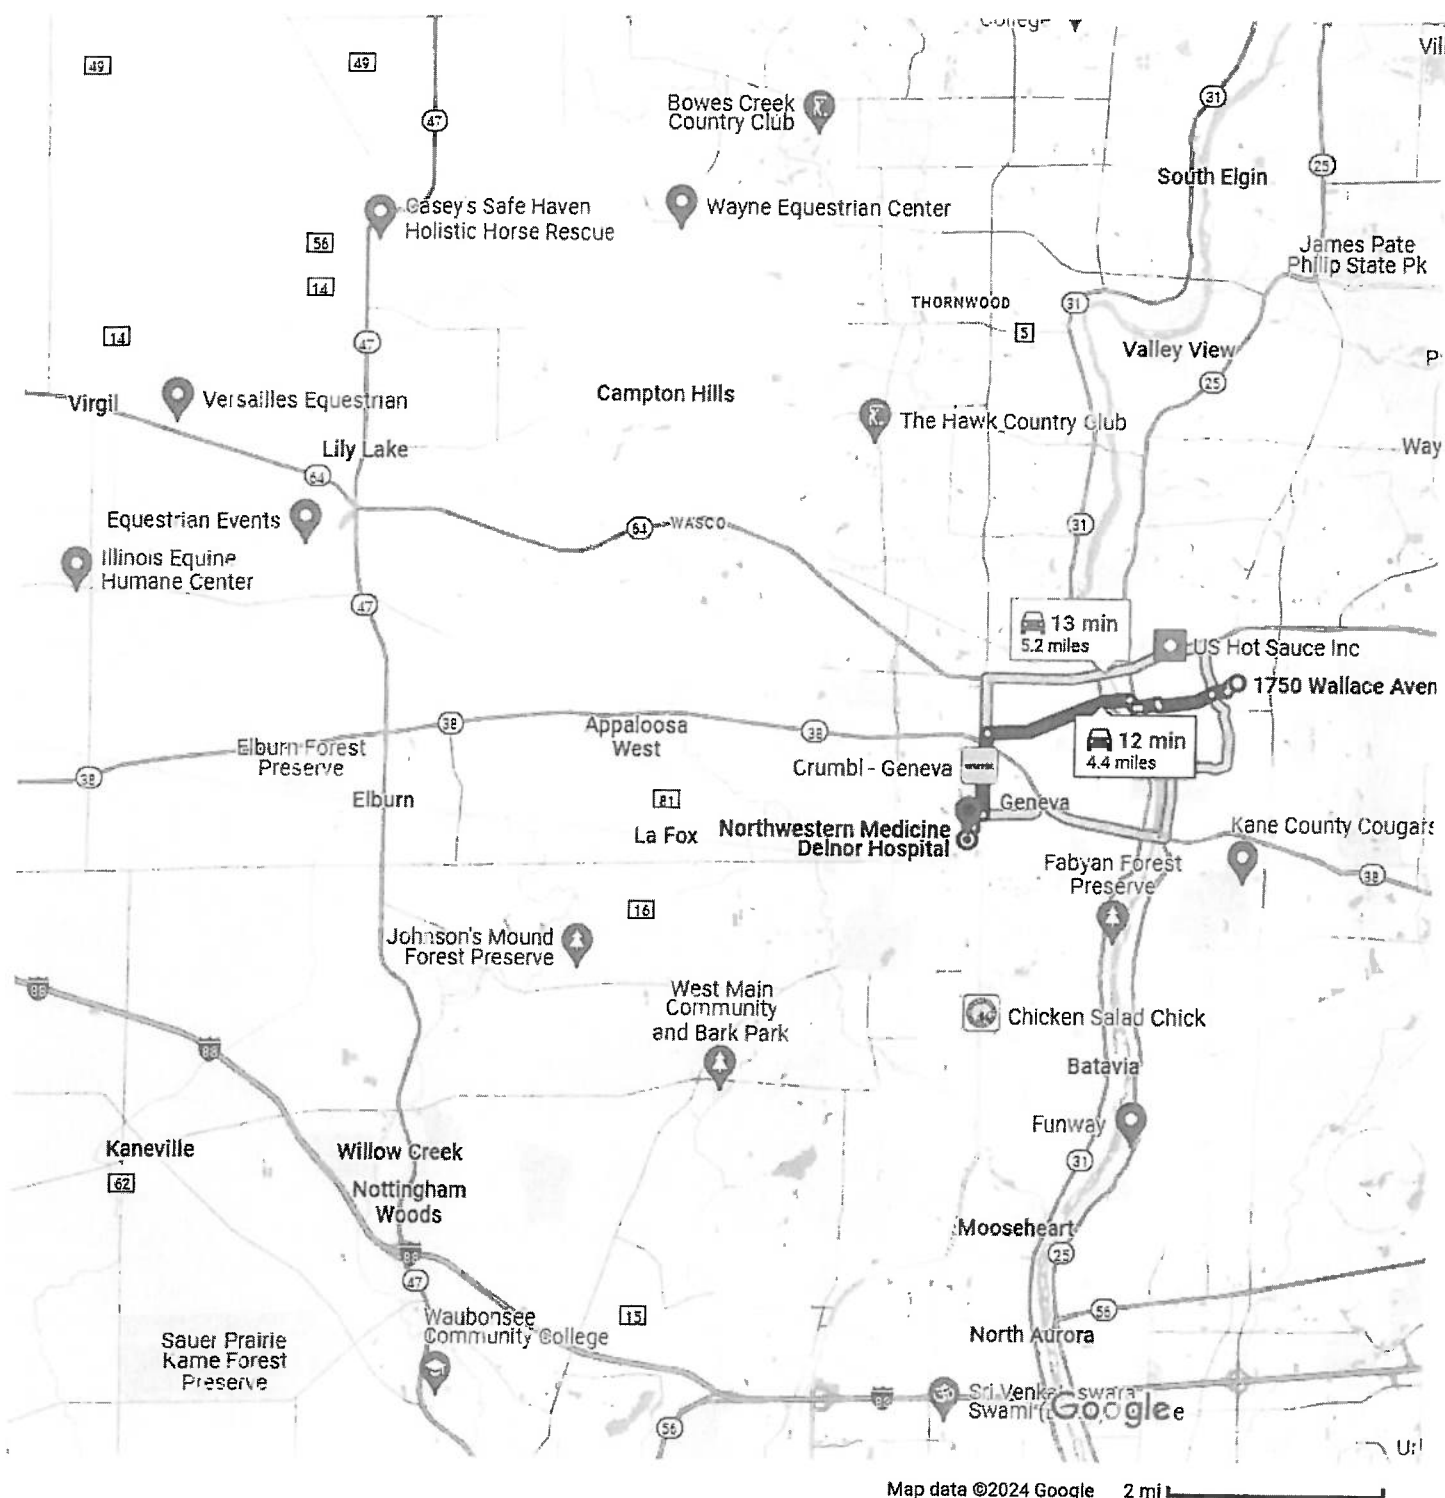 College
49
49
47
31
Vil
Bowes Creek
Country Club
South Elgin
25
Casey's Safe Haven
Holistic Horse Rescue
Wayne Equestrian Center
56
14
James Pate
Philip State Pk
THORNWOOD
31
5
14
47
Valley View
P
25
Virgil
Versailles Equestrian
Campton Hills
The Hawk Country Club
Lily Lake
Way
64
Equestrian Events
64
WASCO
31
Illinois Equine
Humane Center
47
13 min
5.2 miles
US Hot Sauce Inc
1750 Wallace Aven
38
Appaloosa
West
38
12 min
4.4 miles
Elburn Forest
Preserve
38
Crumbl - Geneva
Elburn
81
Geneva
La Fox
Northwestern Medicine
Delnor Hospital
Kane County Cougars
Fabyan Forest
Preserve
38
16
Johnson's Mound
Forest Preserve
88
West Main
Community
and Bark Park
Chicken Salad Chick
88
Batavia
Funway
Kaneville
Willow Creek
31
62
Nottingham
Woods
Mooseheart
88
25
47
Waubonsee
Community College
15
56
North Aurora
Sauer Prairie
Kame Forest
Preserve
88
Sri Venka swara
Swami
Google
e
56
Url
Map data ©2024 Google
2 mi